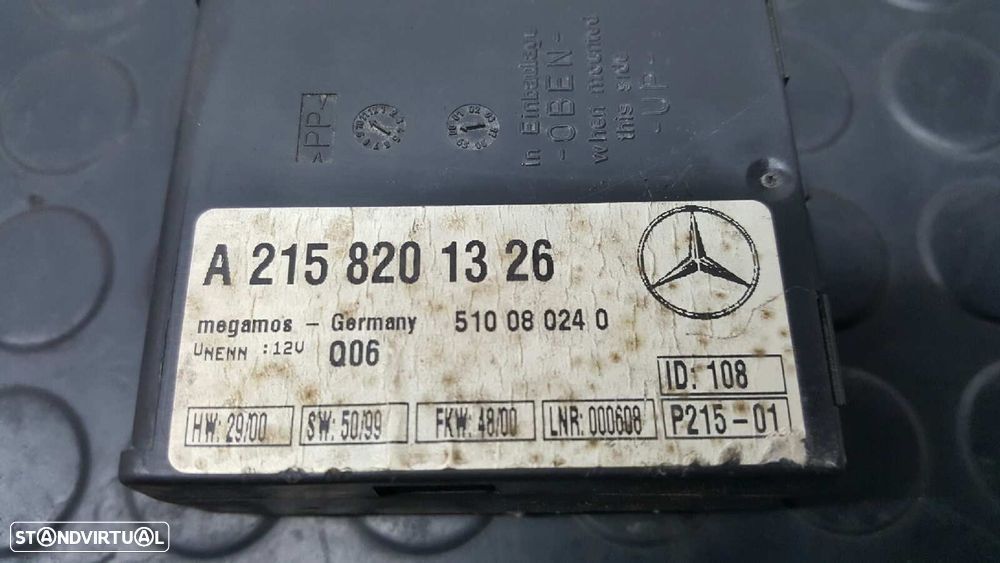 >PP<
in Einbaulage
-OBEN-
when mounted
this side
-UP-
A 215 820 13 26
megamos - Germany 510 08 024 0
UNENN :12V Q06
ID: 108
HW: 29/00 SW: 50/99 FKW: 48/00 LNR: 000608 P215-01
STANDVIRTUAL